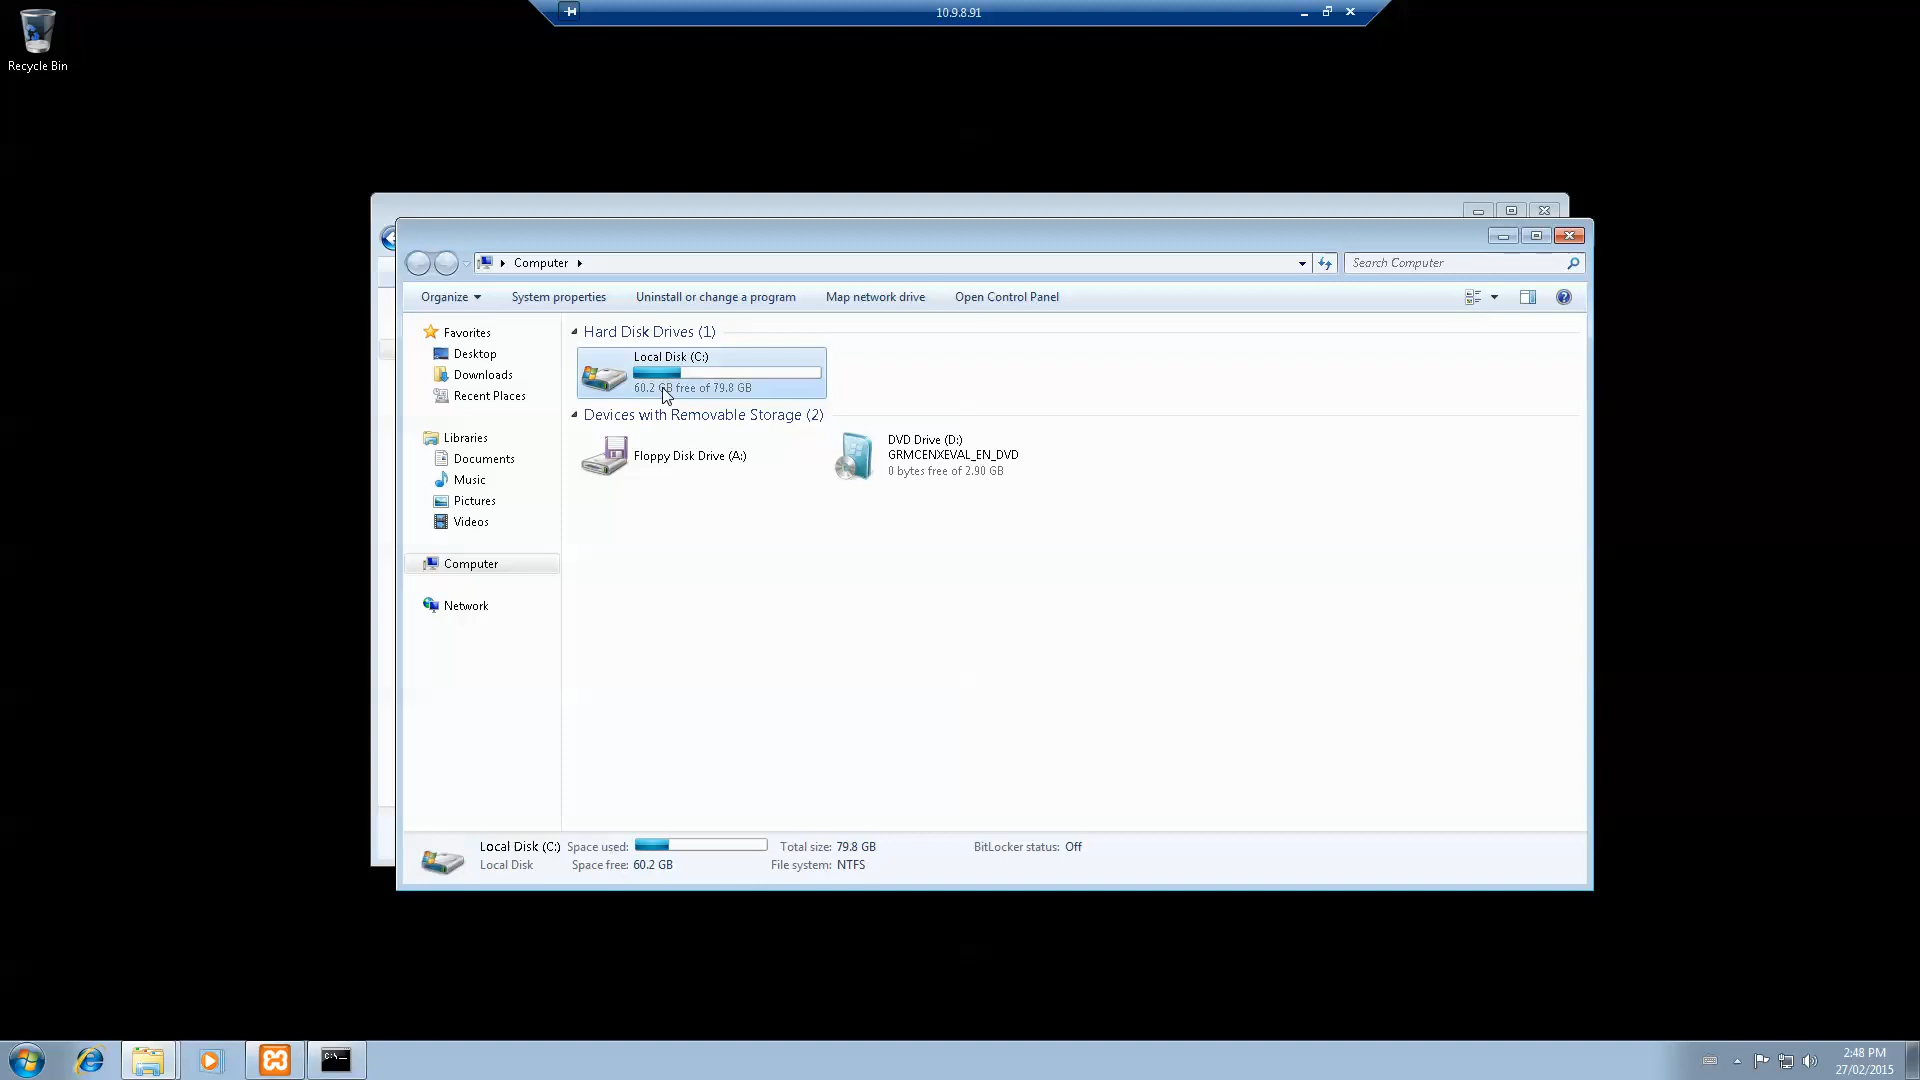 10.9.8.91
Recycle Bin
Computer
Search Computer
Organize
System properties
Uninstall or change a program
Map network drive
Open Control Panel
Favorites
Desktop
Downloads
Recent Places
Libraries
Documents
Music
Pictures
Videos
Computer
Network
Hard Disk Drives (1)
Local Disk (C:)
60.2 GB free of 79.8 GB
Devices with Removable Storage (2)
Floppy Disk Drive (A:)
DVD Drive (D:)
GRMCENXEVAL_EN_DVD
0 bytes free of 2.90 GB
Local Disk (C:) Space used: Total size: 79.8 GB BitLocker status: Off
Local Disk Space free: 60.2 GB File system: NTFS
C:\_
2:48 PM
27/02/2015